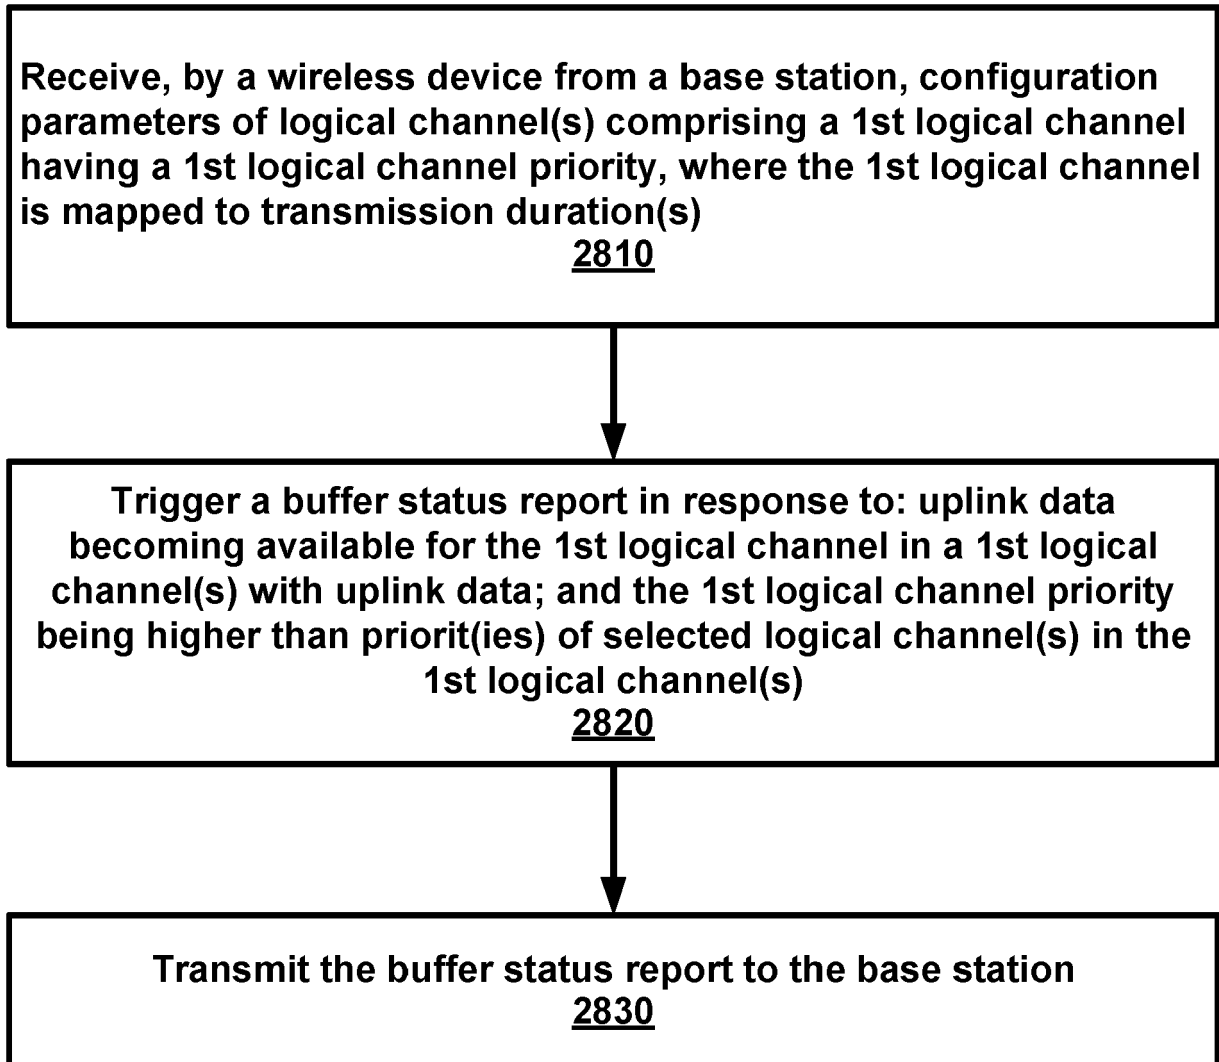 Receive, by a wireless device from a base station, configuration
parameters of logical channel(s) comprising a 1st logical channel
having a 1st logical channel priority, where the 1st logical channel
is mapped to transmission duration(s)
2810
Trigger a buffer status report in response to: uplink data
becoming available for the 1st logical channel in a 1st logical
channel(s) with uplink data; and the 1st logical channel priority
being higher than priorit(ies) of selected logical channel(s) in the
1st logical channel(s)
2820
Transmit the buffer status report to the base station
2830